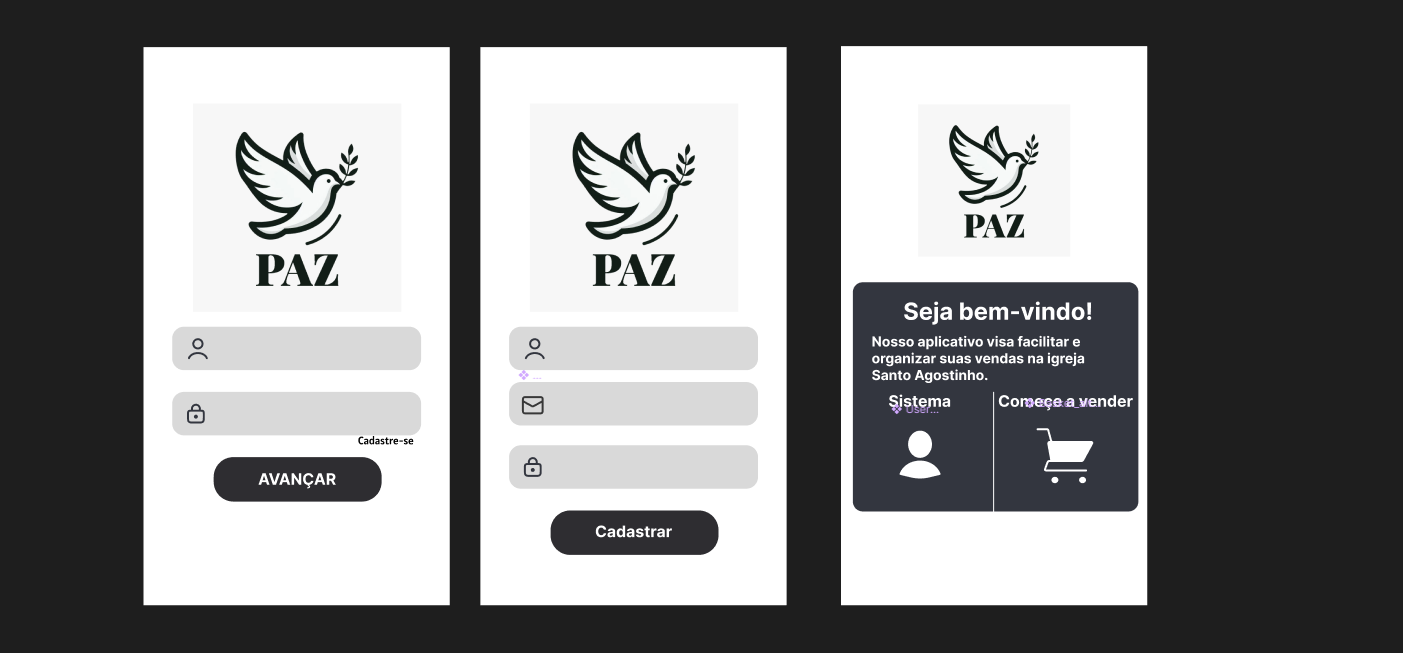 PAZ
Cadastre-se
AVANÇAR
PAZ
...
Cadastrar
PAZ
Seja bem-vindo!
Nosso aplicativo visa facilitar e
organizar suas vendas na igreja
Santo Agostinho.
Sistema
Começe a vender
User...